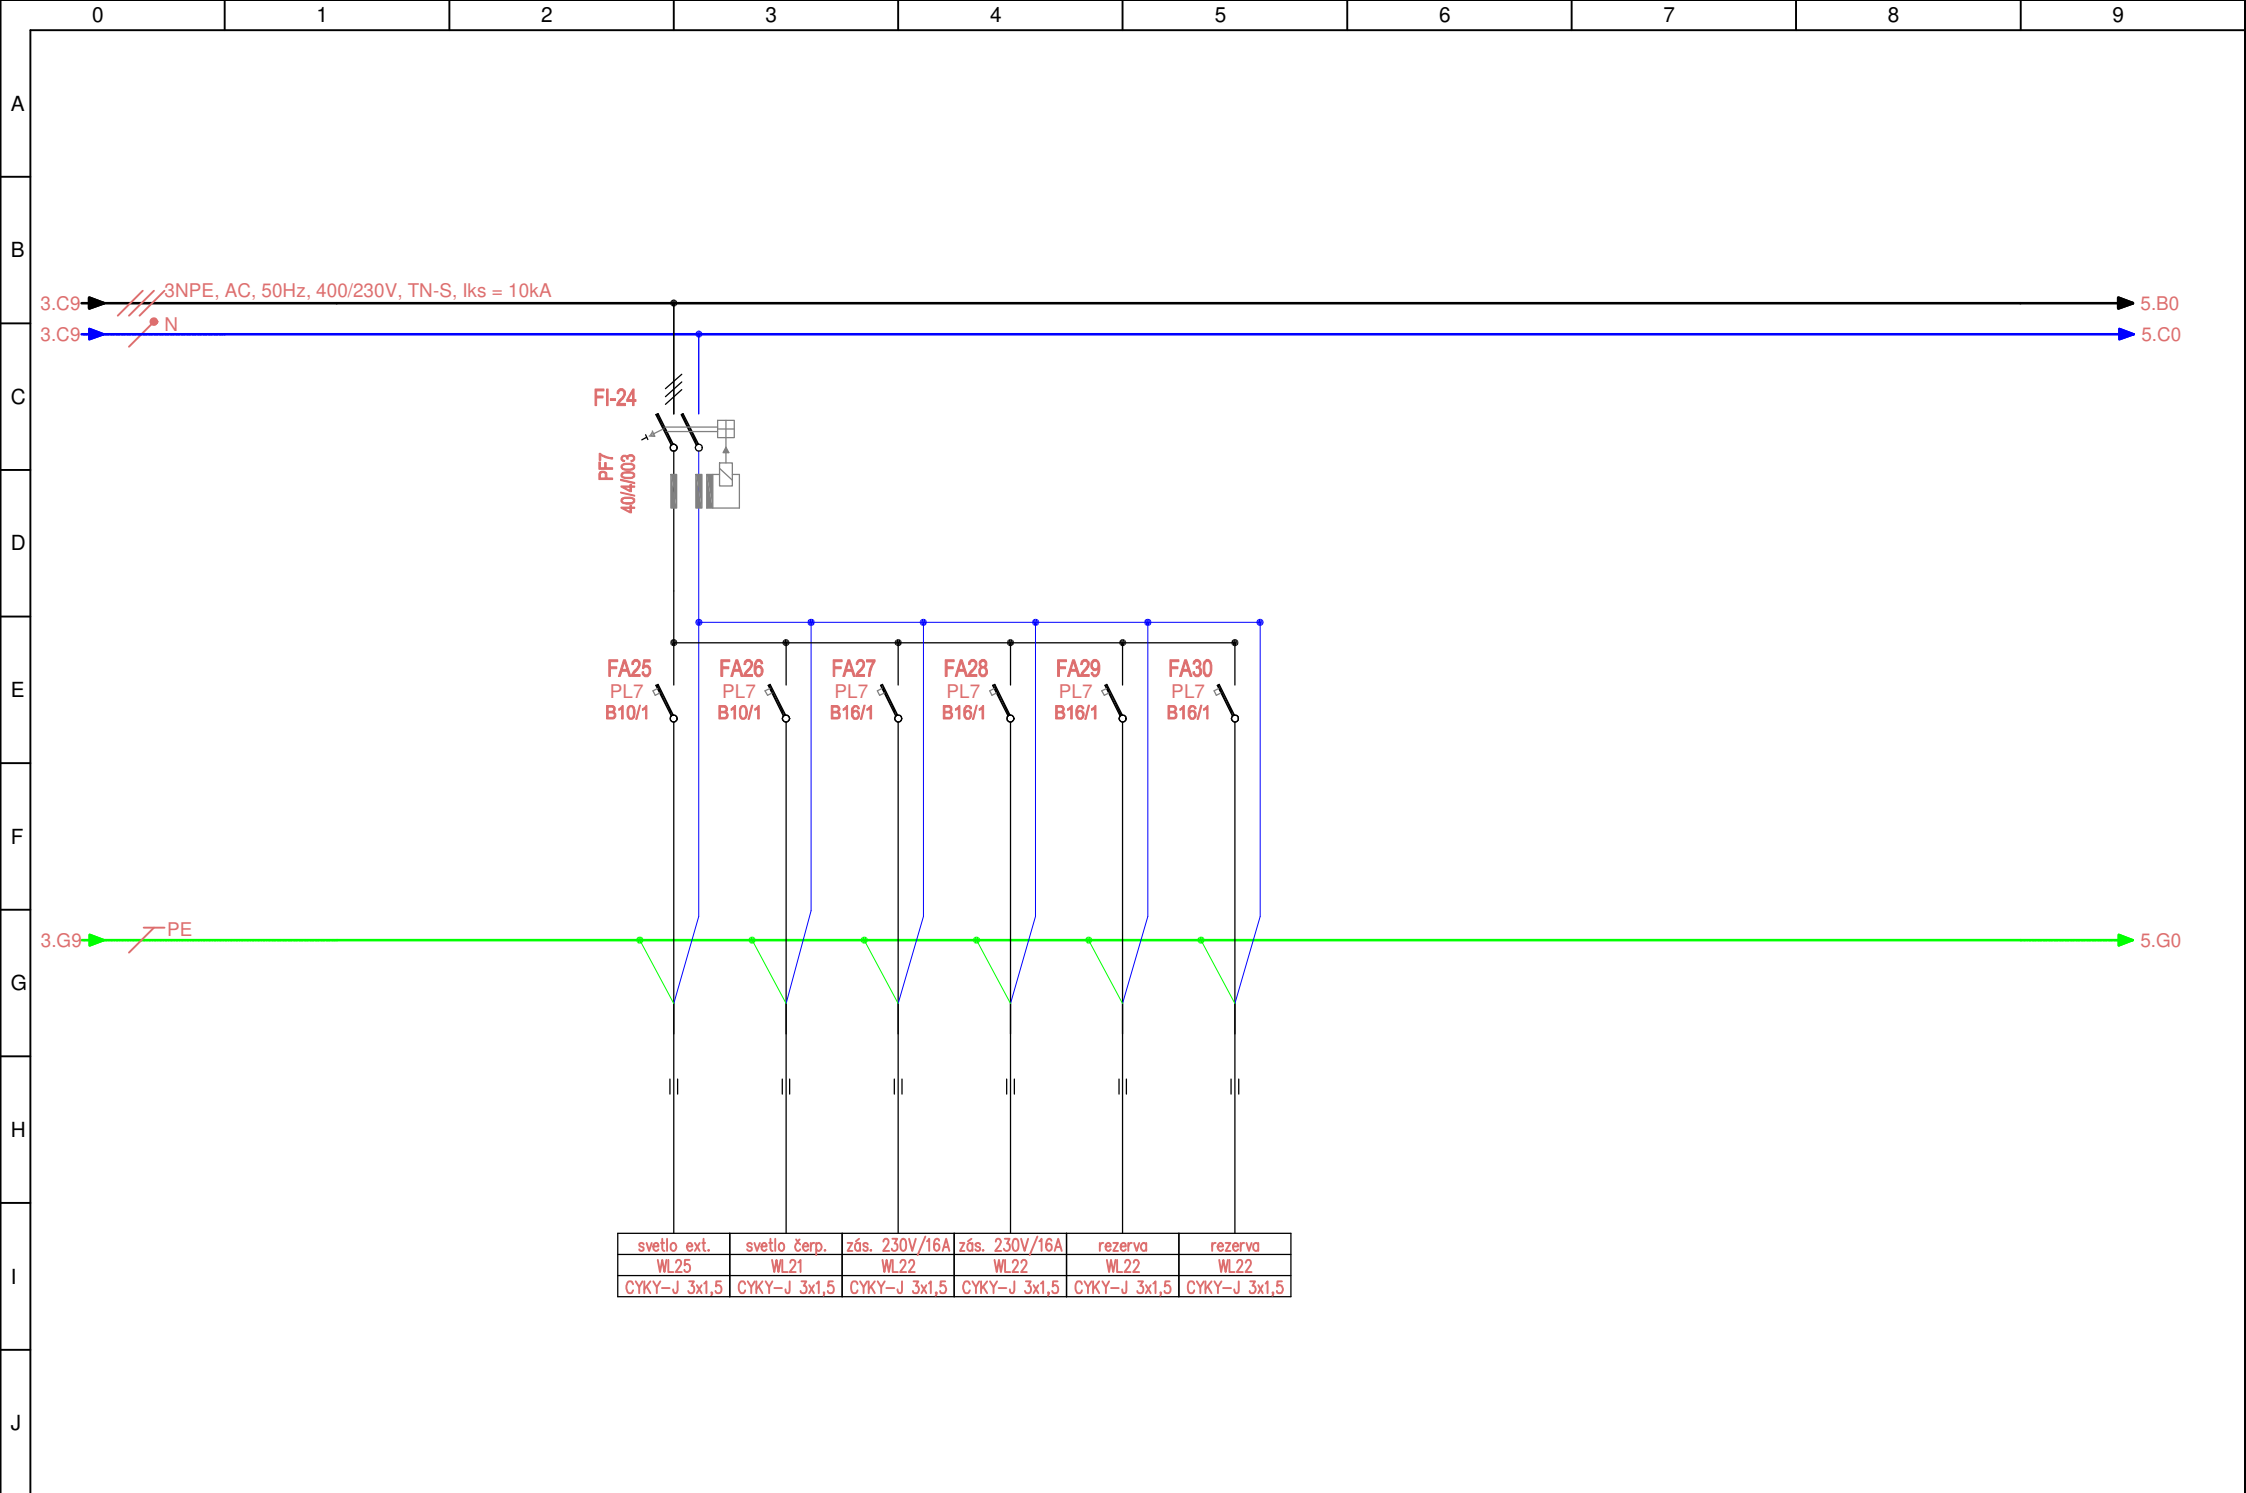 0 1 2 3 4 5 6 7 8 9
A
B
3NPE, AC, 50Hz, 400/230V, TN-S, Iks = 10kA
3.C9 5.B0
N
3.C9 5.C0
C
FI-24
PF7
40/4/003
D
FA25 FA26 FA27 FA28 FA29 FA30
E
PL7 PL7 PL7 PL7 PL7 PL7
B10/1 B10/1 B16/1 B16/1 B16/1 B16/1
F
PE
3.G9 5.G0
G
H
svetlo ext. svetlo čerp. zás. 230V/16A zás. 230V/16A rezerva rezerva
I
WL25 WL21 WL22 WL22 WL22 WL22
CYKY-J 3x1,5 CYKY-J 3x1,5 CYKY-J 3x1,5 CYKY-J 3x1,5 CYKY-J 3x1,5 CYKY-J 3x1,5
J